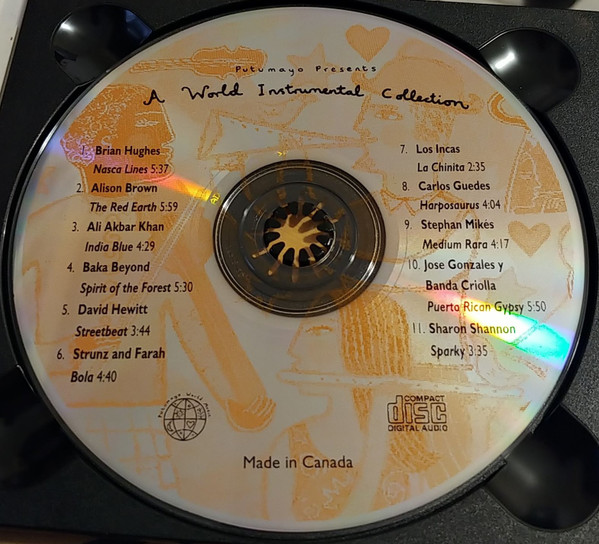 Putumayo Presents
A World Instrumental Collection
1. Brian Hughes
Nasca Lines 5:37
2. Alison Brown
The Red Earth 5:59
3. Ali Akbar Khan
India Blue 4:29
4. Baka Beyond
Spirit of the Forest 5:30
5. David Hewitt
Streetbeat 3:44
6. Strunz and Farah
Bola 4:40
7. Los Incas
La Chinita 2:35
8. Carlos Guedes
Harposaurus 4:04
9. Stephan Mikés
Medium Rara 4:17
10. Jose Gonzales y
Banda Criolla
Puerto Rican Gypsy 5:50
11. Sharon Shannon
Sparky 3:35
Putumayo World Music
COMPACT
disc
DIGITAL AUDIO
Made in Canada